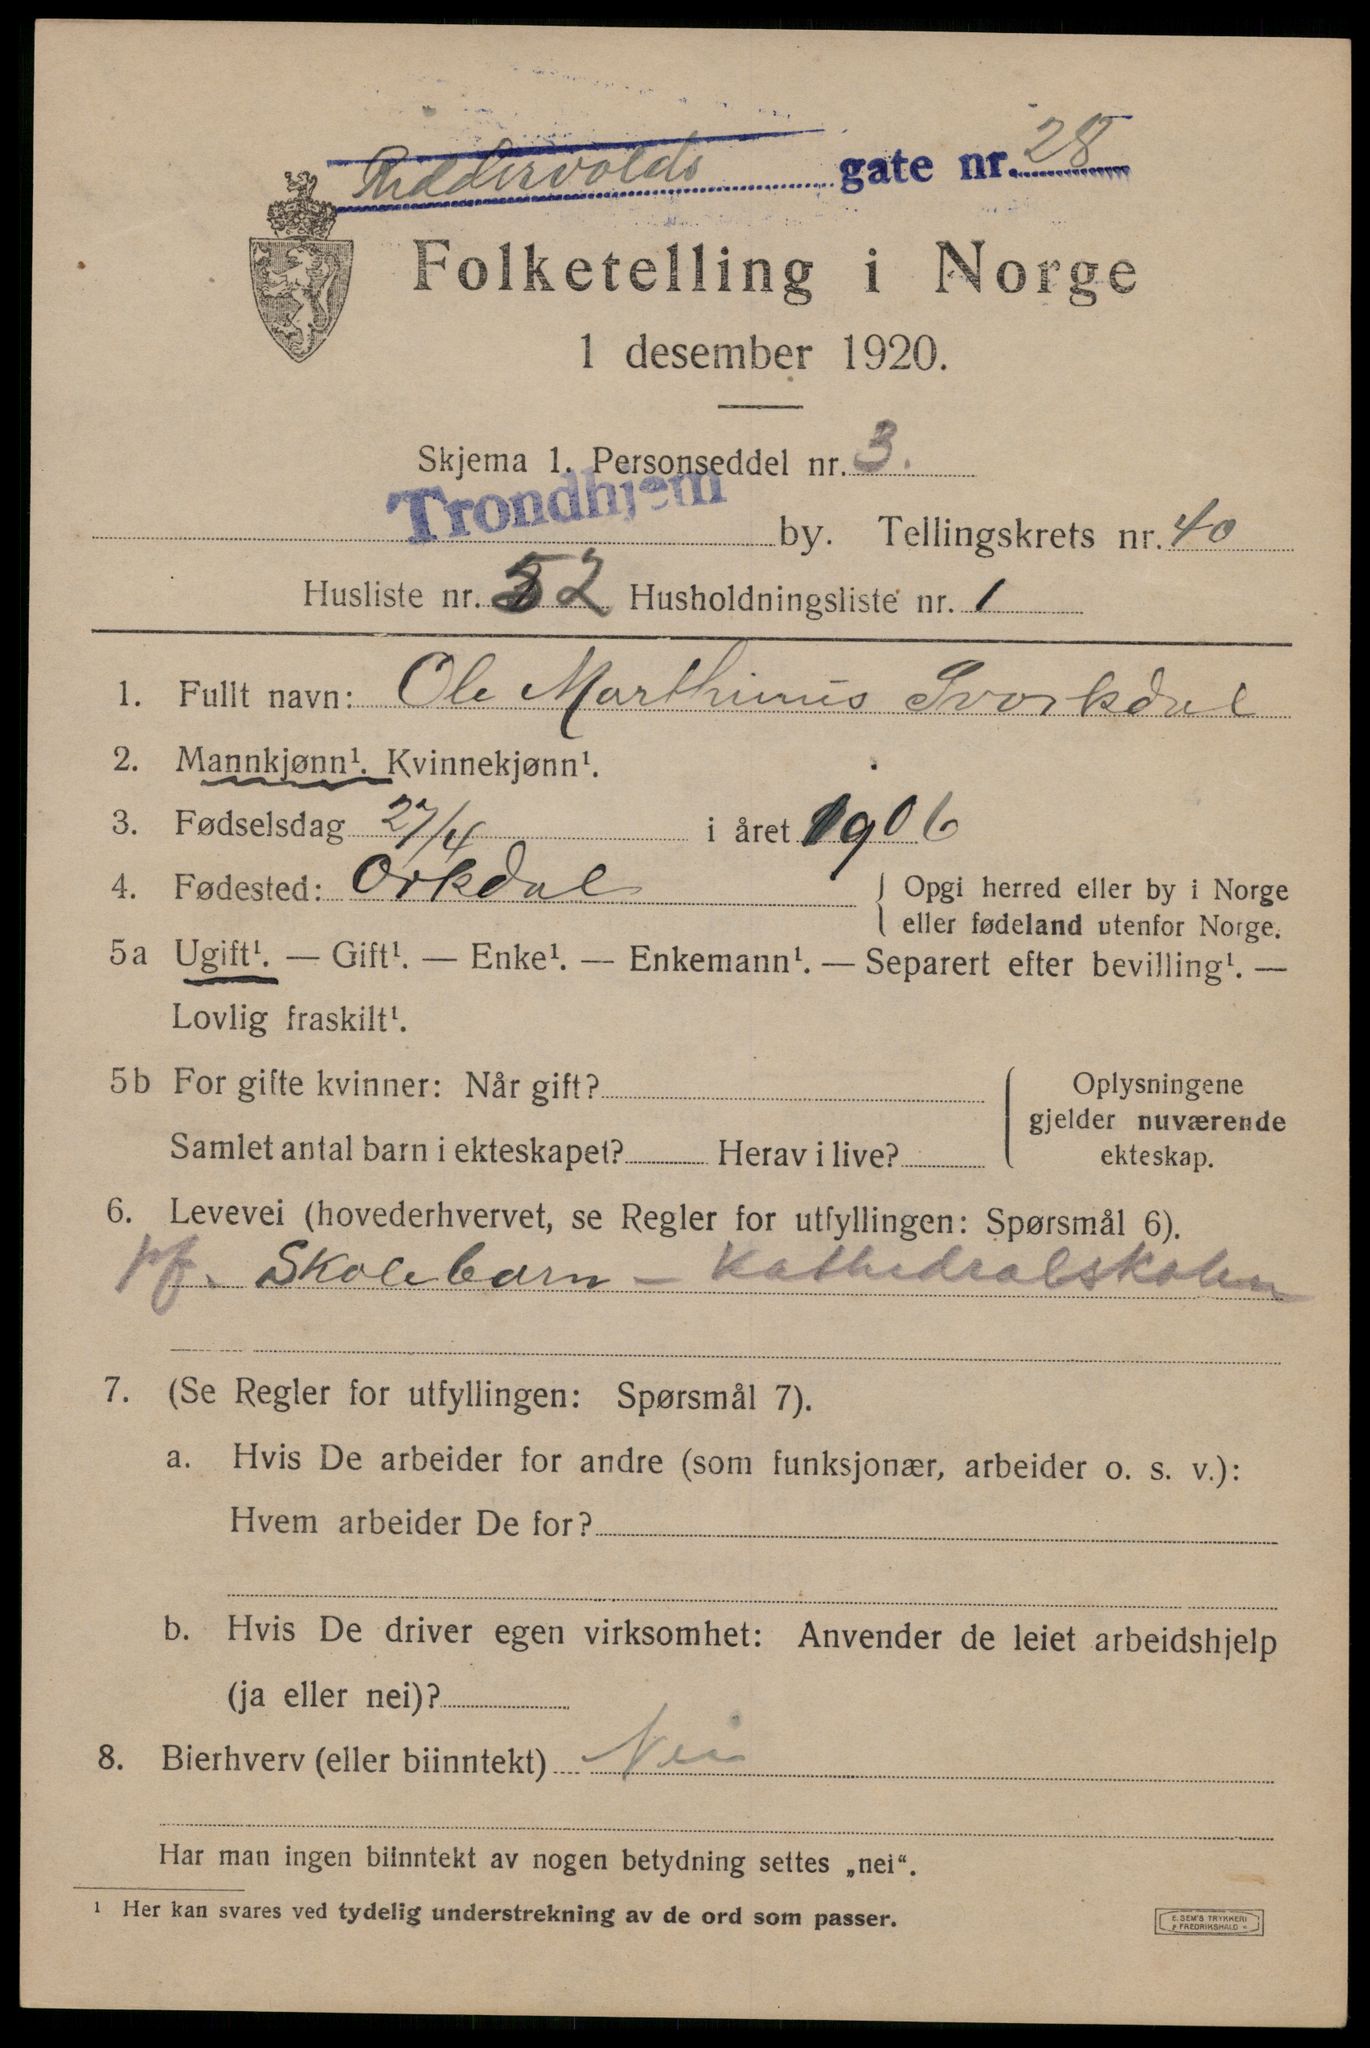 Riddervolds gate nr. 28
Folketelling i Norge
1 desember 1920.
Skjema 1. Personseddel nr. 3.
Trondhjem by. Tellingskrets nr. 40
Husliste nr. 52 Husholdningsliste nr. 1
1. Fullt navn: Ole Marthinus Svorkdal
2. Mannkjønn¹. Kvinnekjønn¹.
3. Fødselsdag 27/4 i året 1906
4. Fødested: Orkdal { Opgi herred eller by i Norge
eller fødeland utenfor Norge.
5a Ugift¹. — Gift¹. — Enke¹. — Enkemann¹. — Separert efter bevilling¹. —
Lovlig fraskilt¹.
5b For gifte kvinner: Når gift?
Samlet antal barn i ekteskapet? Herav i live?
Oplysningene
gjelder nuværende
ekteskap.
6. Levevei (hovederhvervet, se Regler for utfyllingen: Spørsmål 6).
Skolebarn – Kathedralskolen
7. (Se Regler for utfyllingen: Spørsmål 7).
a. Hvis De arbeider for andre (som funksjonær, arbeider o. s. v.):
Hvem arbeider De for?
b. Hvis De driver egen virksomhet: Anvender de leiet arbeidshjelp
(ja eller nei)?
8. Bierhverv (eller biinntekt) Nei
Har man ingen biinntekt av nogen betydning settes „nei“.
¹ Her kan svares ved tydelig understrekning av de ord som passer.
E. SEM'S TRYKKERI
FREDRIKSHALD